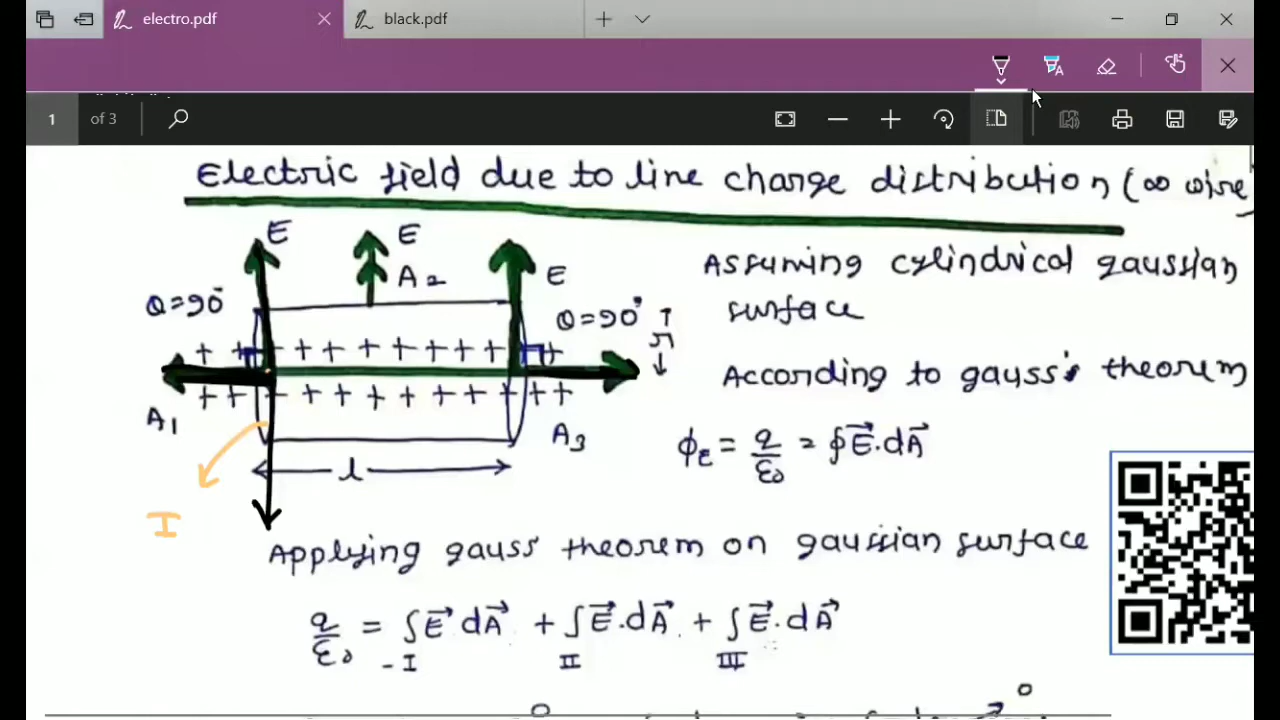 electro.pdf
black.pdf
1 of 3
Electric field due to line charge distribution (∞ wire)
E
E
A2
E
θ=90°
θ=90°
Assuming cylindrical gaussian
surface
+ + + + + + + + + +
According to gauss's theorem
+ + + + + + + + + +
A1
A3
l
ϕE = q/ε0 = ∮E⃗.dA⃗
I
Applying gauss theorem on gaussian surface
q/ε0 = ∫E⃗ dA⃗ + ∫E⃗.dA⃗ + ∫E⃗.dA⃗
I II III